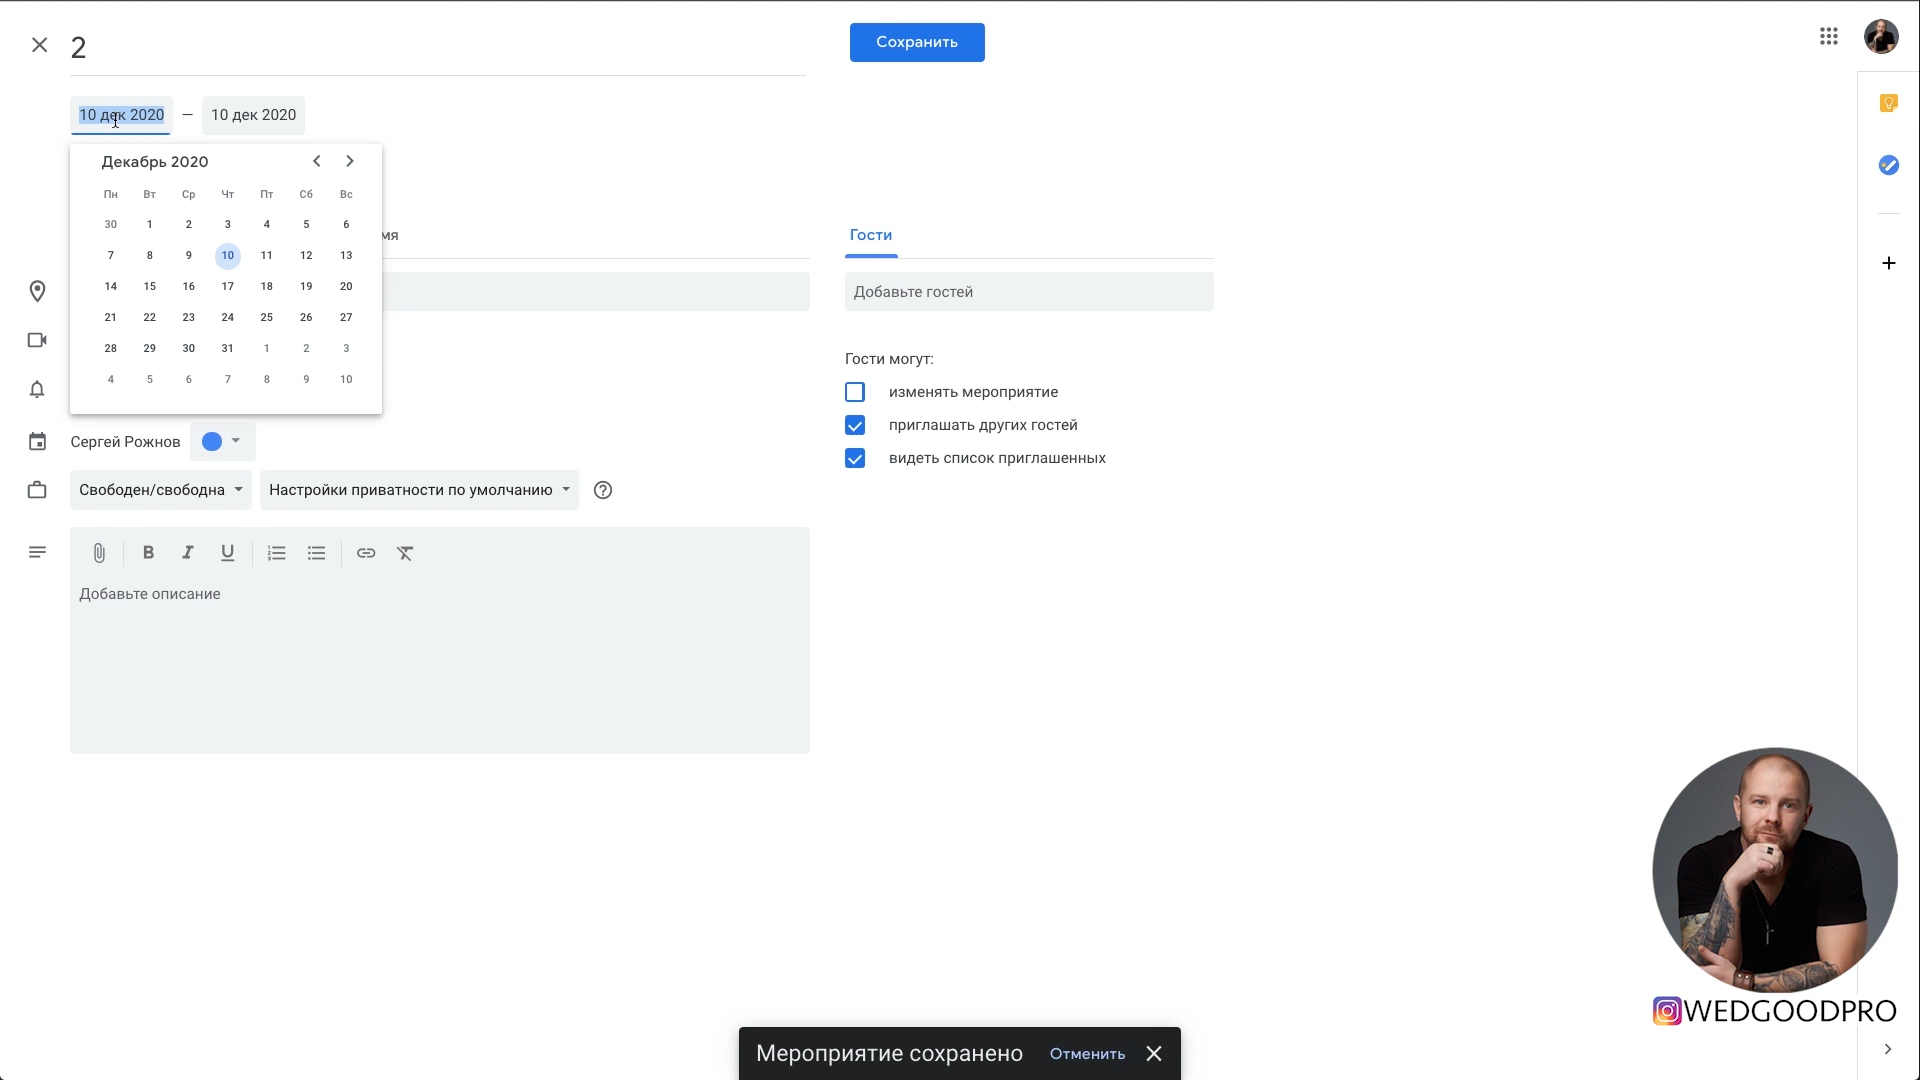 2
Сохранить
10 дек 2020 — 10 дек 2020
Декабрь 2020
Пн Вт Ср Чт Пт Сб Вс
30 1 2 3 4 5 6
7 8 9 10 11 12 13
14 15 16 17 18 19 20
21 22 23 24 25 26 27
28 29 30 31 1 2 3
4 5 6 7 8 9 10
мя
Гости
Добавьте гостей
Гости могут:
изменять мероприятие
приглашать других гостей
видеть список приглашенных
Сергей Рожнов
Свободен/свободна
Настройки приватности по умолчанию
B I U
Добавьте описание
WEDGOODPRO
Мероприятие сохранено Отменить